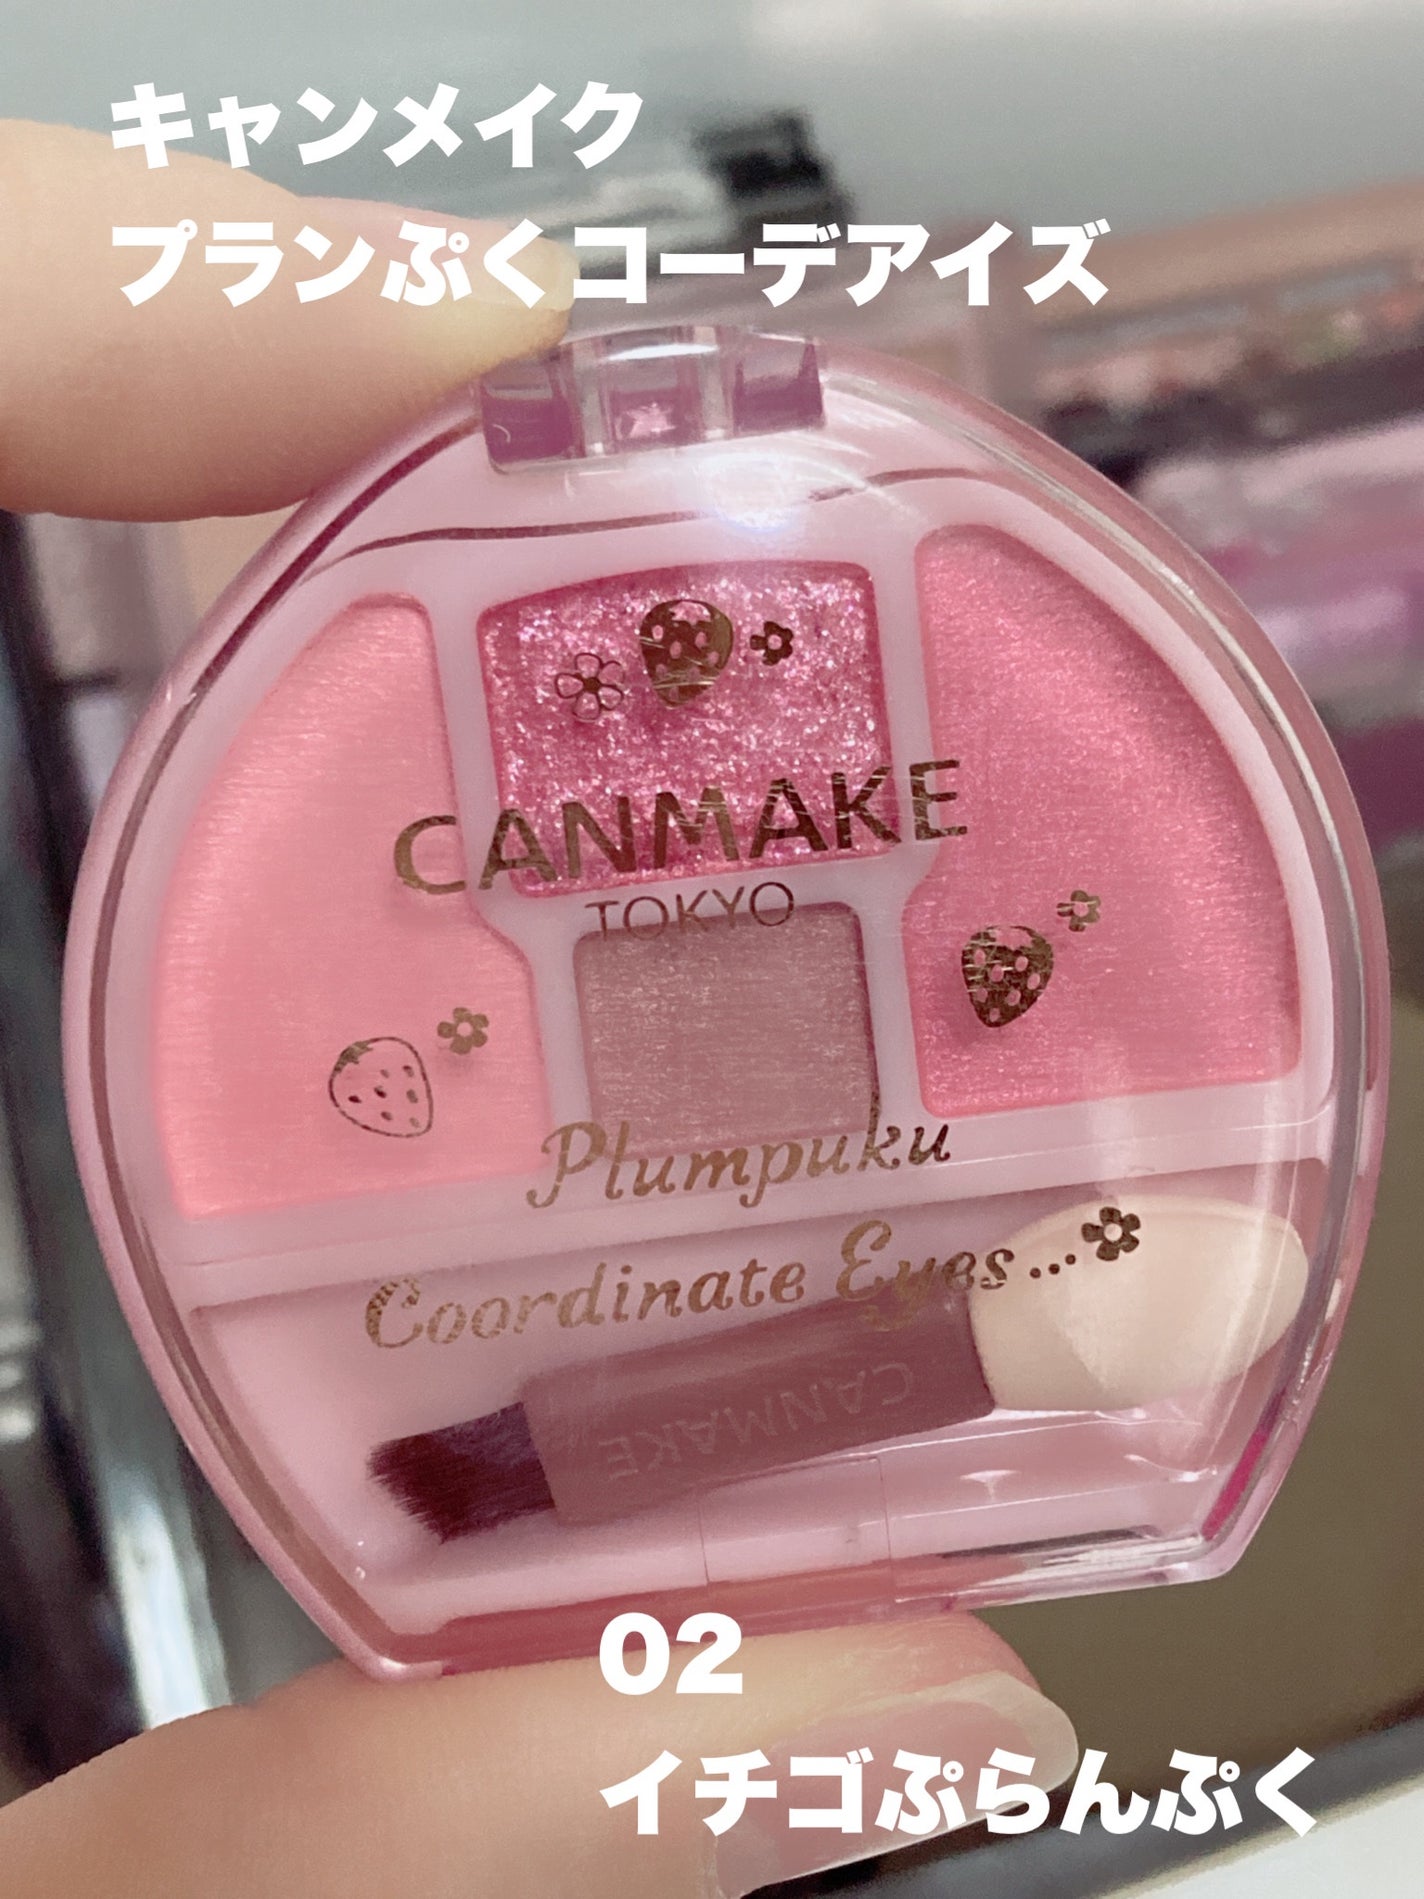 キャンメイク
プランぷくコーデアイズ
CANMAKE
TOKYO
Plumpuku
Coordinate Eyes...
CANMAKE
02
イチゴぷらんぷく